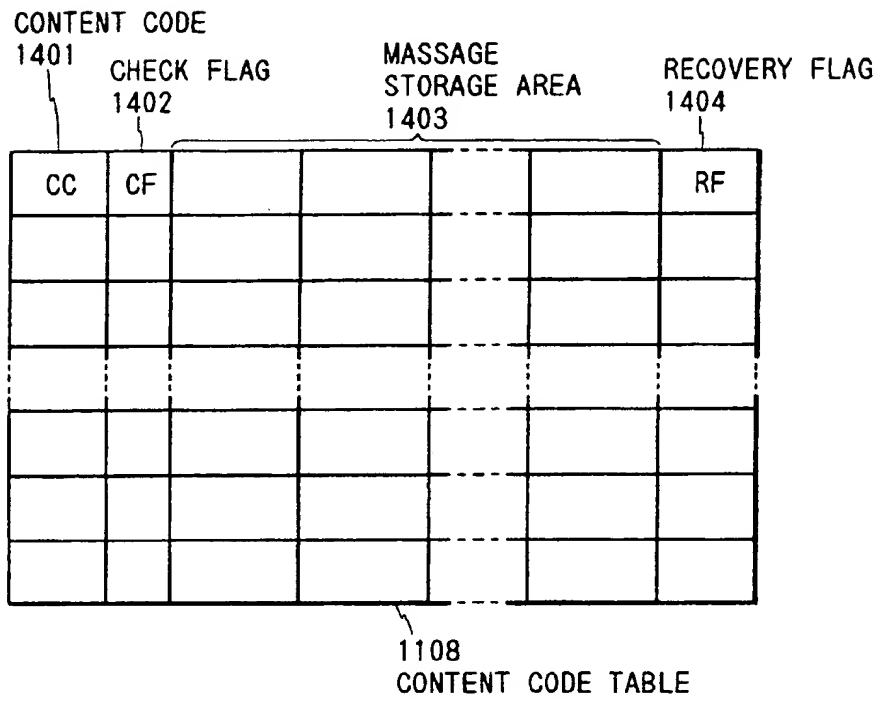 CONTENT CODE
1401
CHECK FLAG
1402
MASSAGE
STORAGE AREA
1403
RECOVERY FLAG
1404
CC
CF
RF
1108
CONTENT CODE TABLE